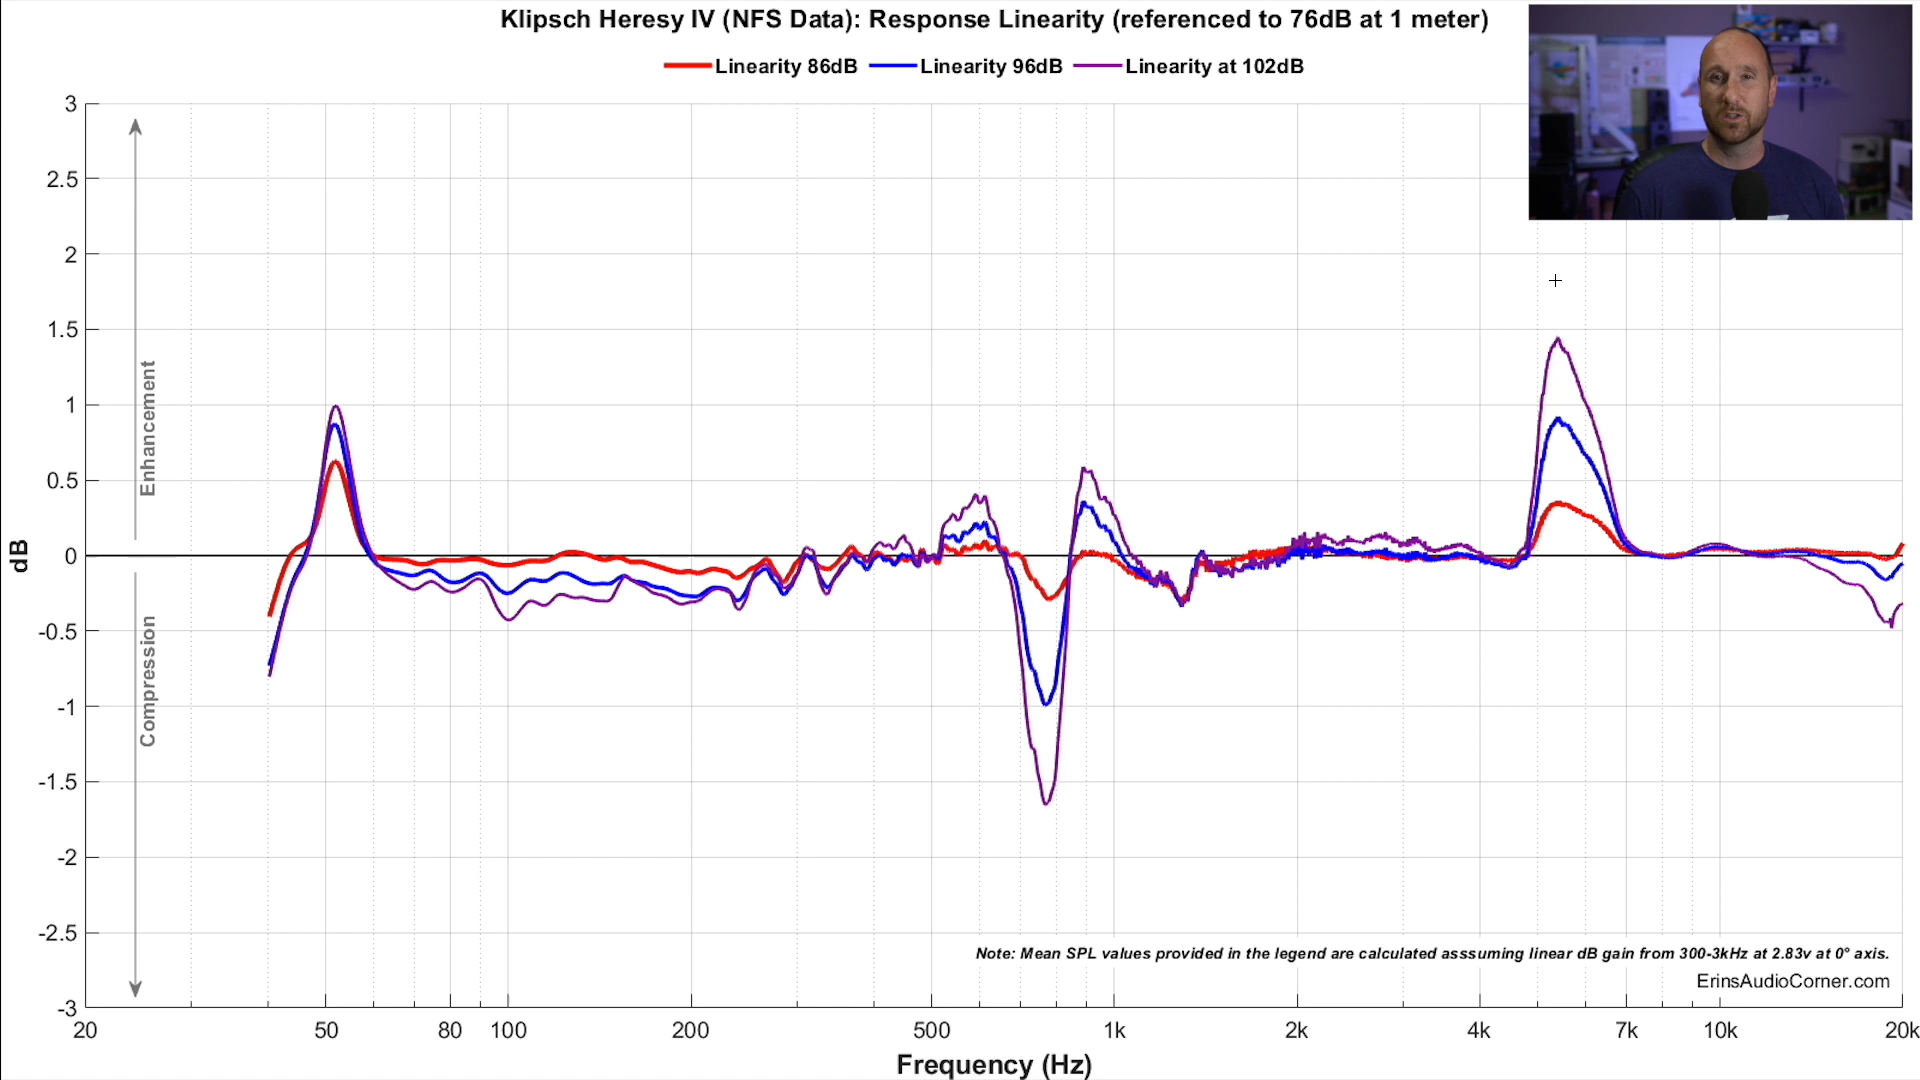 Klipsch Heresy IV (NFS Data): Response Linearity (referenced to 76dB at 1 meter)
Linearity 86dB Linearity 96dB Linearity at 102dB
3
2.5
2
1.5
1
0.5
0
-0.5
-1
-1.5
-2
-2.5
-3
dB
Enhancement
Compression
Note: Mean SPL values provided in the legend are calculated asssuming linear dB gain from 300-3kHz at 2.83v at 0° axis.
ErinsAudioCorner.com
20 50 80 100 200 500 1k 2k 4k 7k 10k 20k
Frequency (Hz)